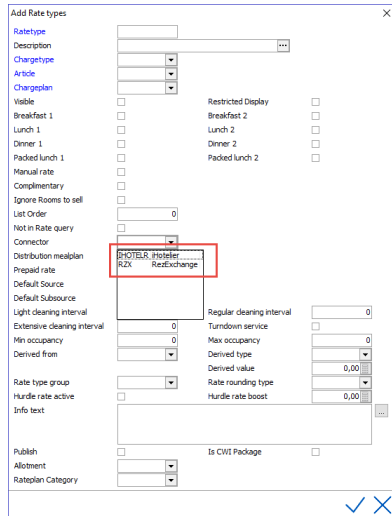 Add Rate types
Ratetype
Description ...
Chargetype
Article
Chargeplan
Visible Restricted Display
Breakfast 1 Breakfast 2
Lunch 1 Lunch 2
Dinner 1 Dinner 2
Packed lunch 1 Packed lunch 2
Manual rate
Complimentary
Ignore Rooms to sell
List Order 0
Not in Rate query
Connector
Distribution mealplan IHOTELR iHotelier
Prepaid rate RZX RezExchange
Default Source
Default Subsource
Light cleaning interval Regular cleaning interval 0
Extensive cleaning interval 0 Turndown service
Min occupancy 0 Max occupancy 0
Derived from Derived type
Derived value 0,00
Rate type group Rate rounding type
Hurdle rate active Hurdle rate boost 0,00
Info text ...
Publish Is CWI Package
Allotment
Rateplan Category